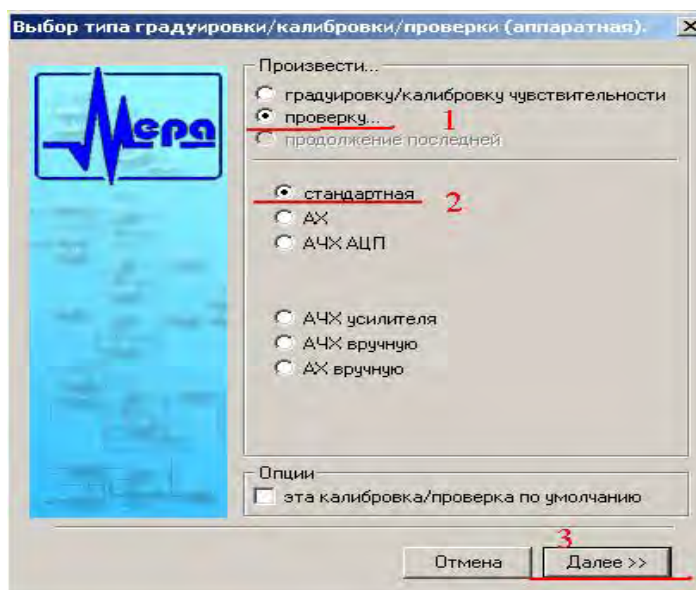 Выбор типа градуировки/калибровки/проверки (аппаратная).
Мера
Произвести...
градуировку/калибровку чувствительности
проверку... 1
продолжение последней
стандартная 2
АХ
АЧХ АЦП
АЧХ усилителя
АЧХ вручную
АХ вручную
Опции
эта калибровка/проверка по умолчанию
3
Отмена Далее >>